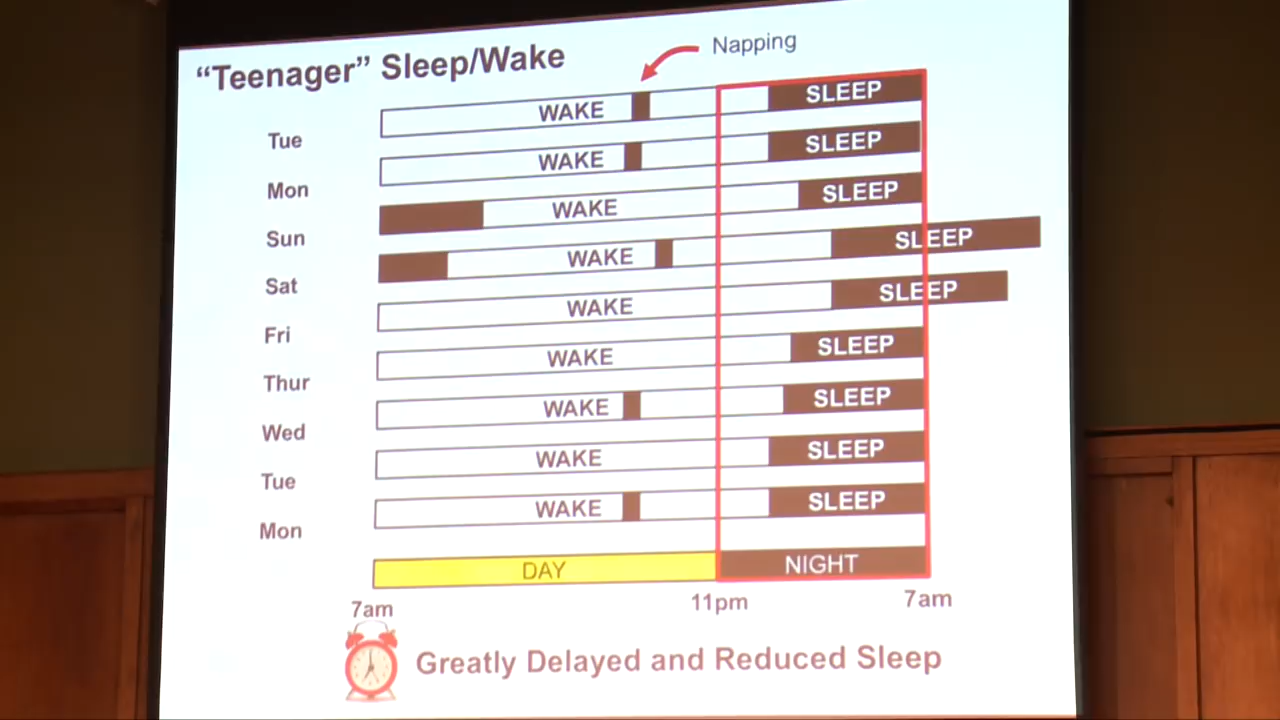 "Teenager" Sleep/Wake
Napping
WAKE SLEEP
Tue
WAKE SLEEP
Mon
WAKE SLEEP
Sun
WAKE SLEEP
Sat
WAKE SLEEP
Fri
WAKE SLEEP
Thur
WAKE SLEEP
Wed
WAKE SLEEP
Tue
WAKE SLEEP
Mon
DAY NIGHT
7am 11pm 7am
Greatly Delayed and Reduced Sleep